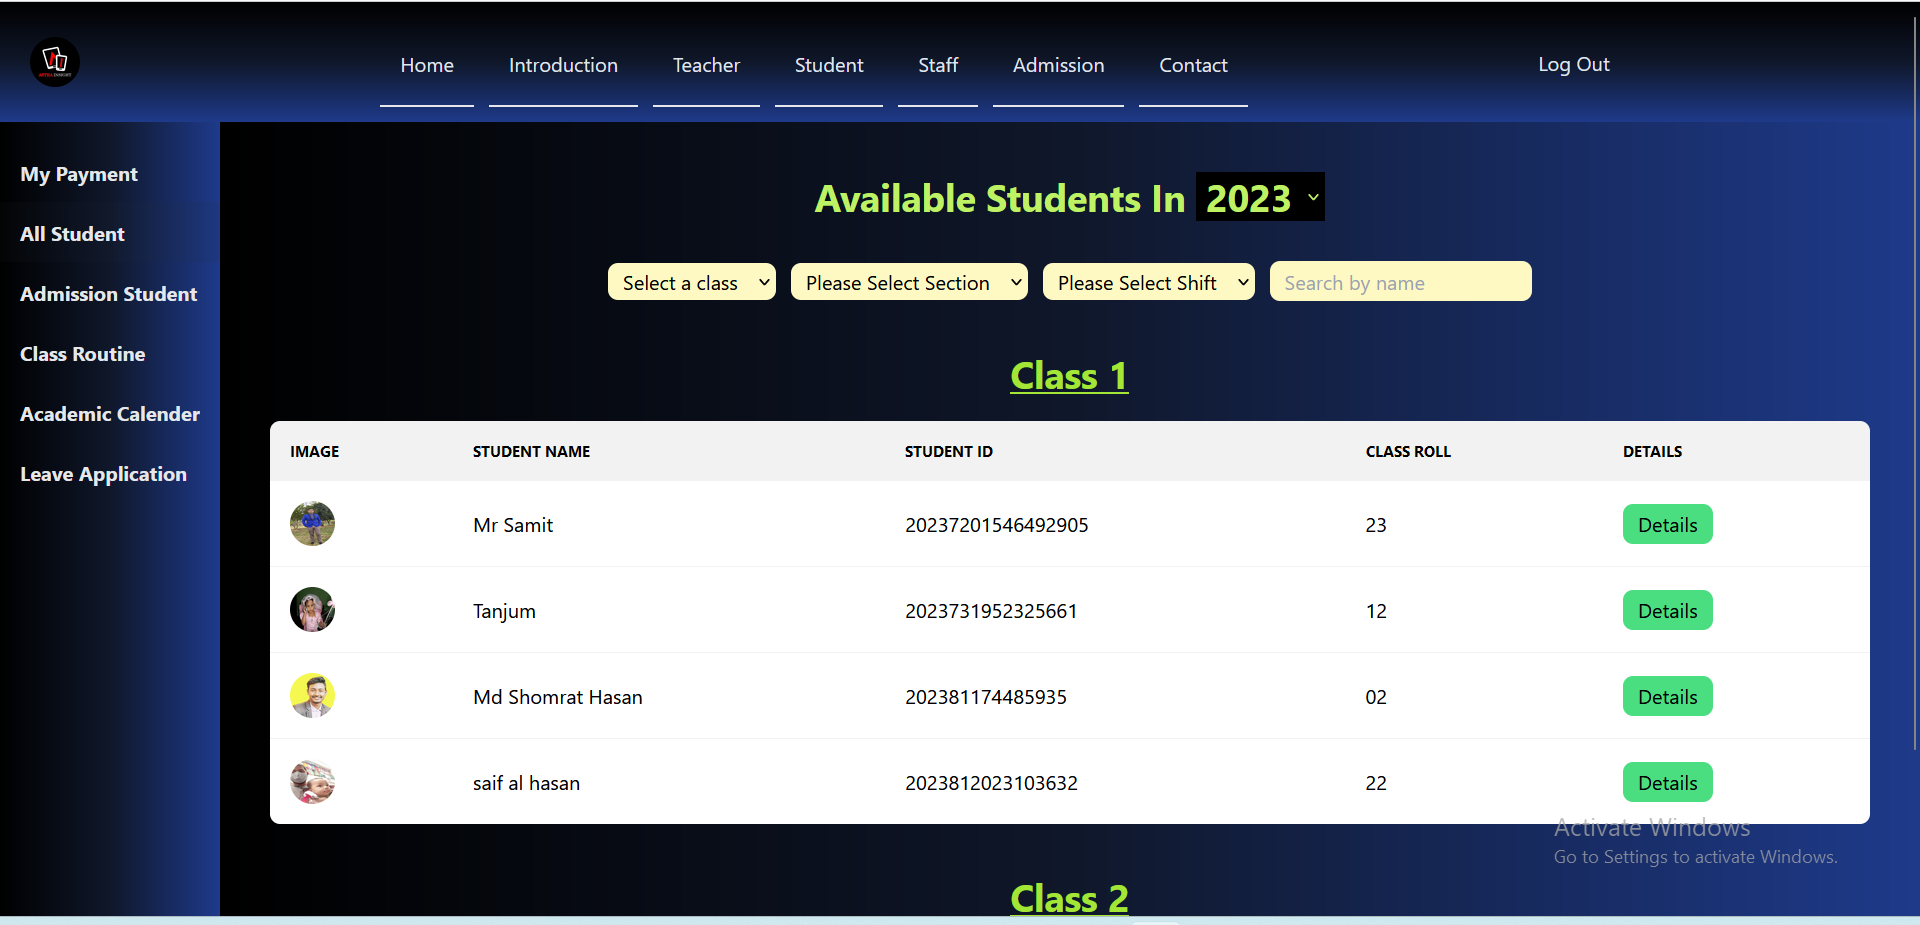 Home Introduction Teacher Student Staff Admission Contact Log Out
My Payment
All Student
Admission Student
Class Routine
Academic Calender
Leave Application
Available Students In 2023
Select a class Please Select Section Please Select Shift Search by name
Class 1
IMAGE STUDENT NAME STUDENT ID CLASS ROLL DETAILS
Mr Samit 20237201546492905 23 Details
Tanjum 2023731952325661 12 Details
Md Shomrat Hasan 202381174485935 02 Details
saif al hasan 2023812023103632 22 Details
Activate Windows
Go to Settings to activate Windows.
Class 2